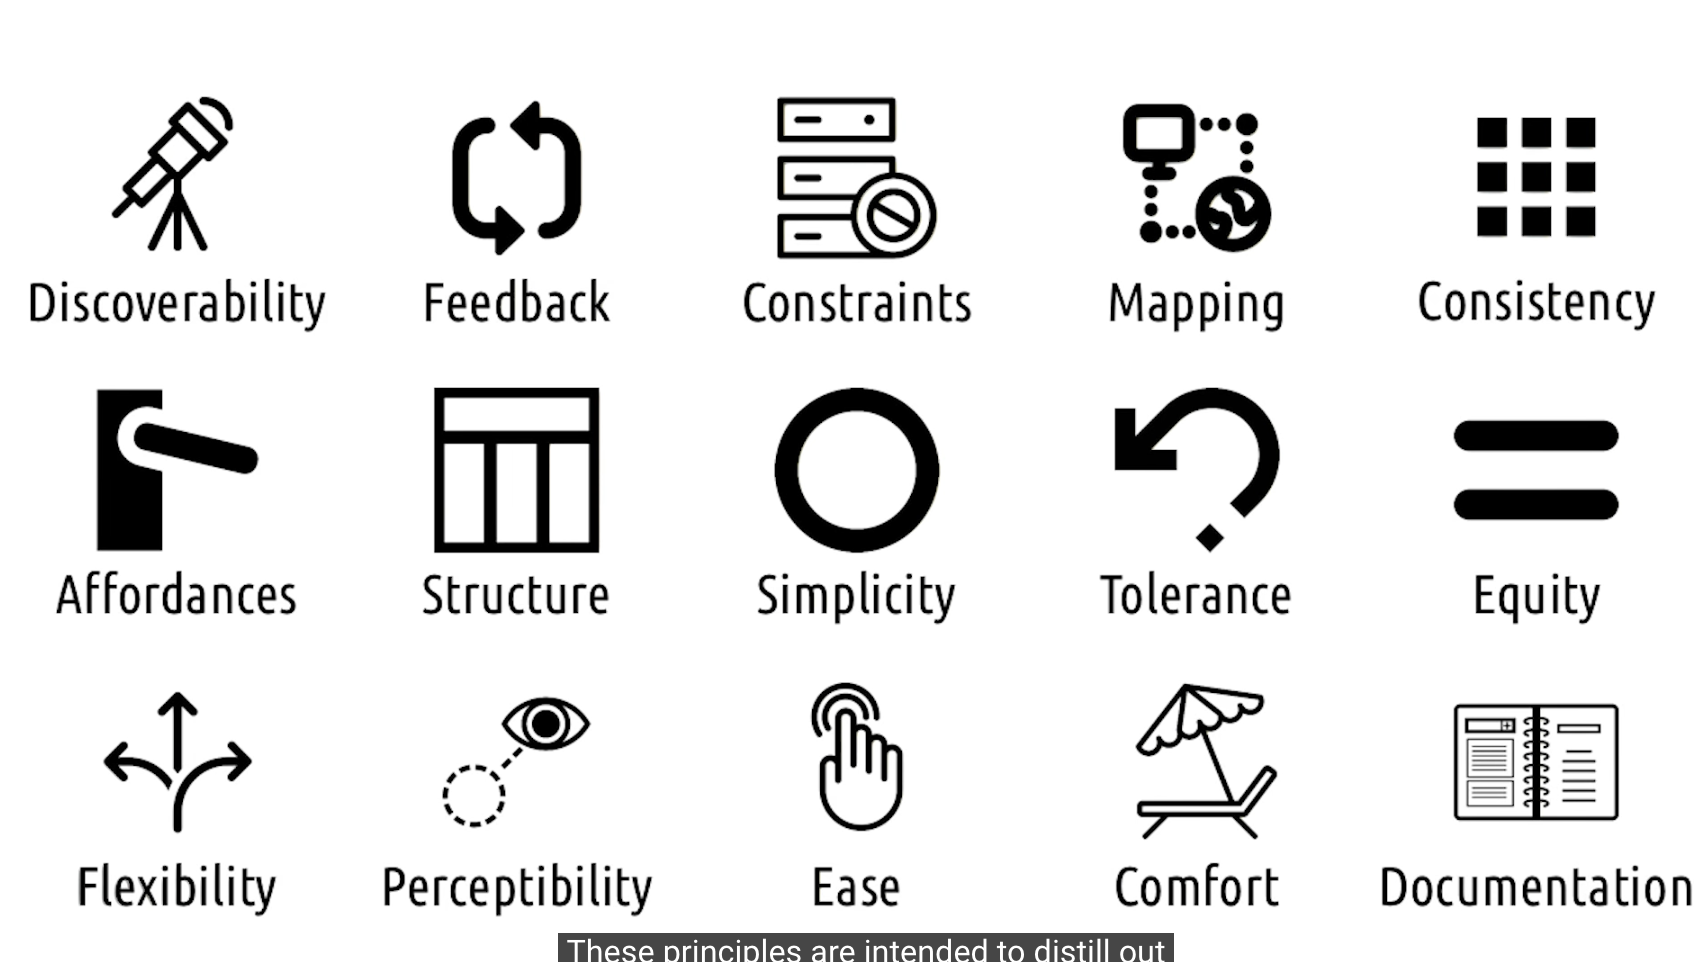 Discoverability
Feedback
Constraints
Mapping
Consistency
Affordances
Structure
Simplicity
Tolerance
Equity
Flexibility
Perceptibility
Ease
Comfort
Documentation
These principles are intended to distill out